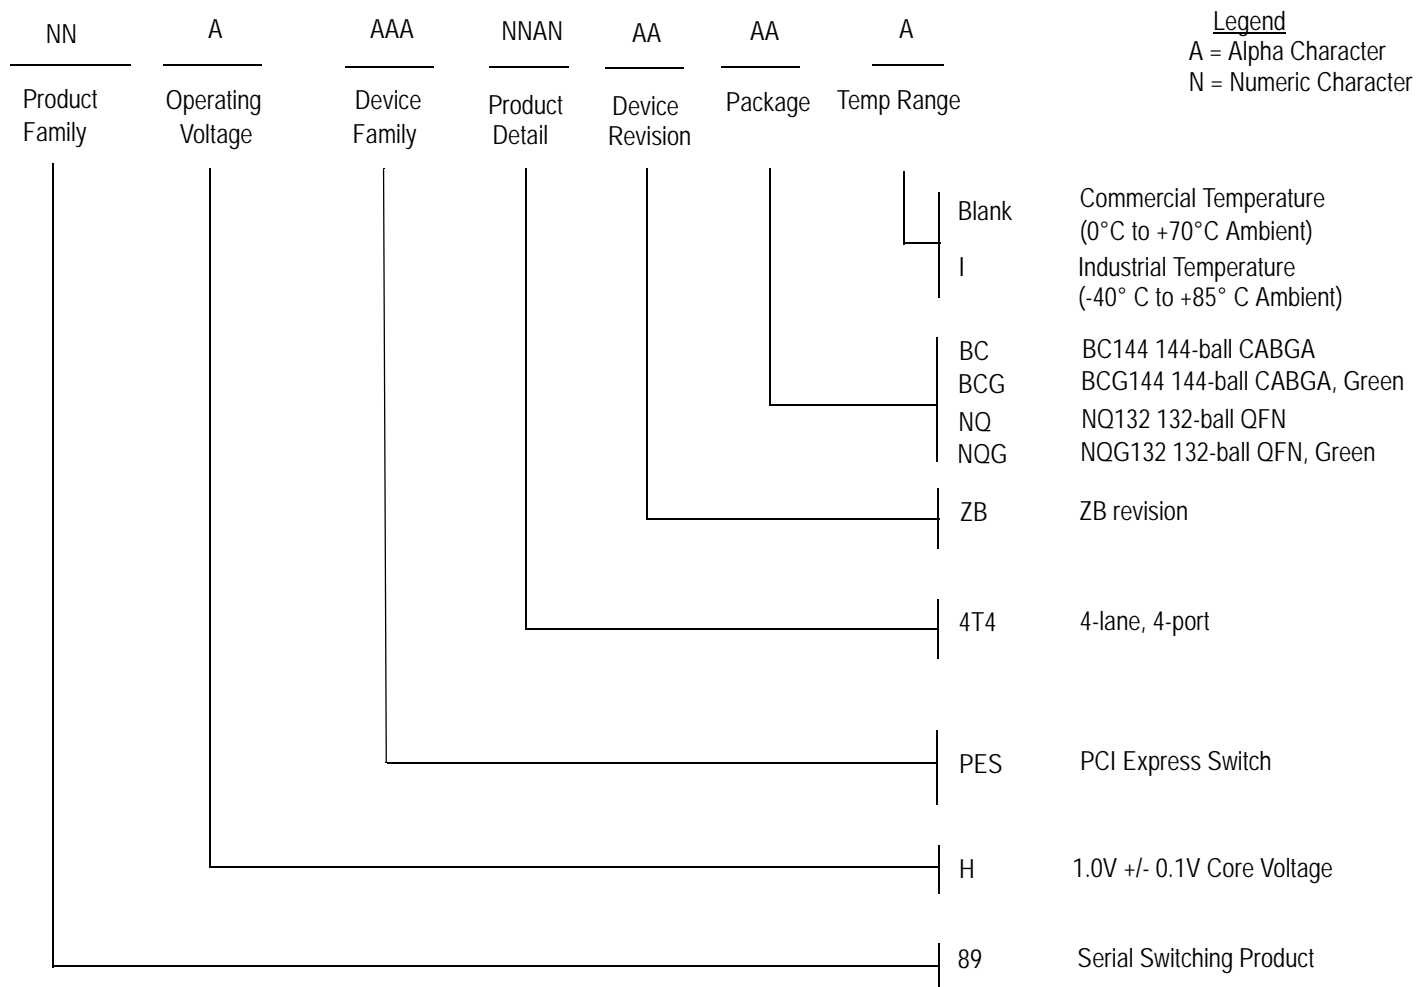 NN A AAA NNAN AA AA A
Legend
A = Alpha Character
N = Numeric Character
Product Family
Operating Voltage
Device Family
Product Detail
Device Revision
Package
Temp Range
Blank Commercial Temperature
(0°C to +70°C Ambient)
I Industrial Temperature
(-40° C to +85° C Ambient)
BC BC144 144-ball CABGA
BCG BCG144 144-ball CABGA, Green
NQ NQ132 132-ball QFN
NQG NQG132 132-ball QFN, Green
ZB ZB revision
4T4 4-lane, 4-port
PES PCI Express Switch
H 1.0V +/- 0.1V Core Voltage
89 Serial Switching Product